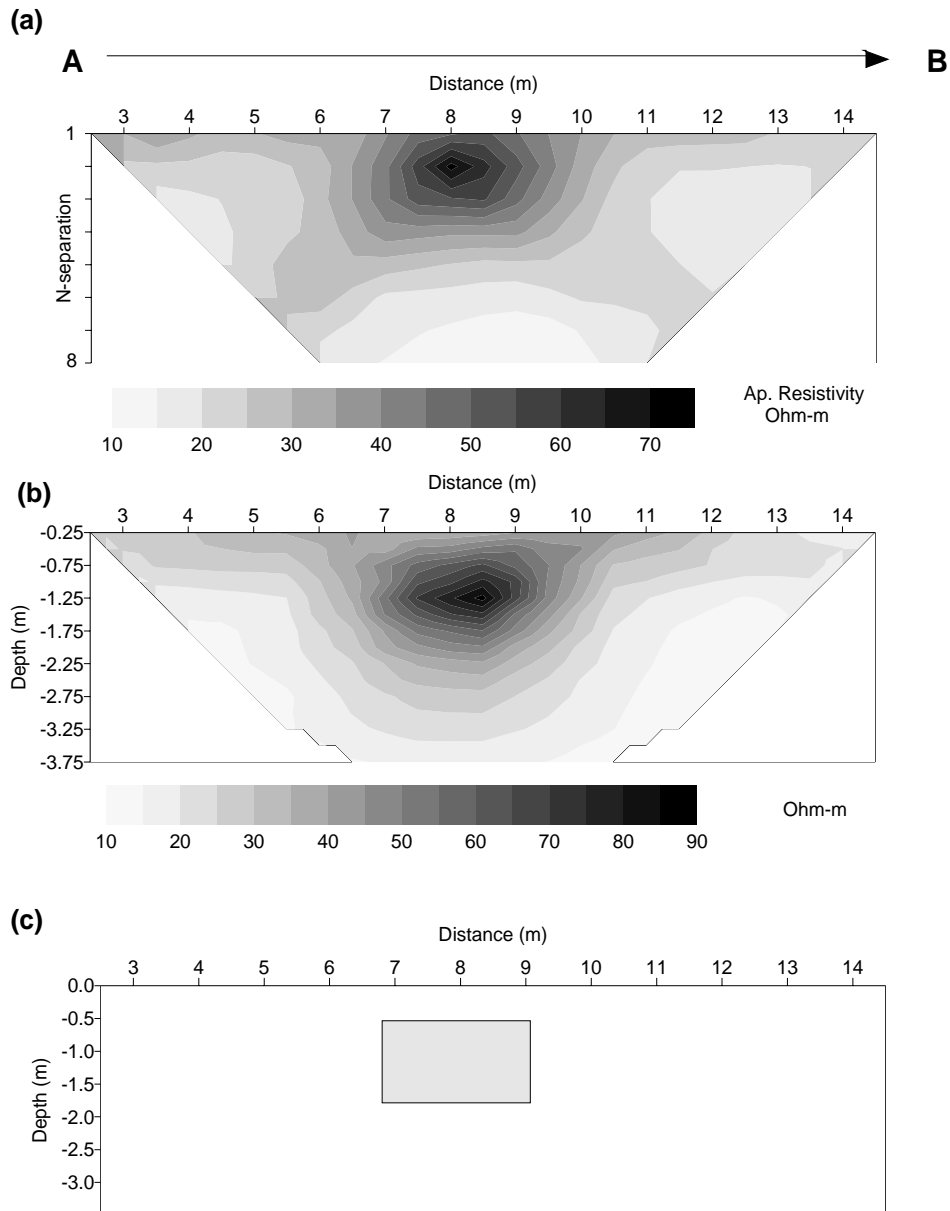 (a)
A B
Distance (m)
3 4 5 6 7 8 9 10 11 12 13 14
1
N-separation
8
Ap. Resistivity
Ohm-m
10 20 30 40 50 60 70
(b)
Distance (m)
3 4 5 6 7 8 9 10 11 12 13 14
-0.25
-0.75
-1.25
-1.75
Depth (m)
-2.25
-2.75
-3.25
-3.75
Ohm-m
10 20 30 40 50 60 70 80 90
(c)
Distance (m)
3 4 5 6 7 8 9 10 11 12 13 14
0.0
-0.5
-1.0
-1.5
Depth (m)
-2.0
-2.5
-3.0